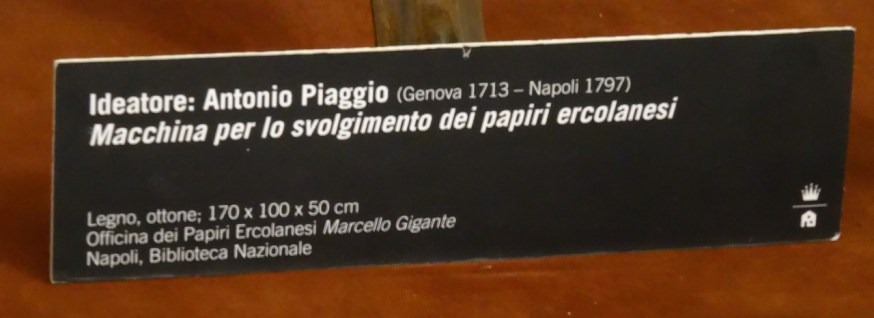 Ideatore: Antonio Piaggio (Genova 1713 – Napoli 1797)
Macchina per lo svolgimento dei papiri ercolanesi
Legno, ottone; 170 x 100 x 50 cm
Officina dei Papiri Ercolanesi Marcello Gigante
Napoli, Biblioteca Nazionale